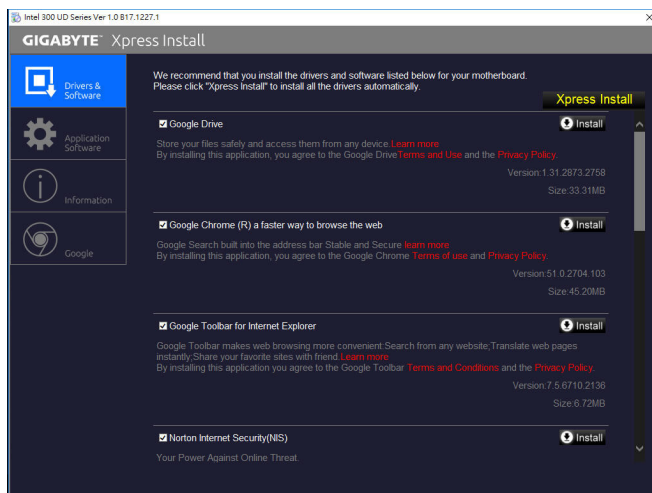 Intel 300 UD Series Ver 1.0 B17.1227.1
GIGABYTE™ Xpress Install
Drivers &
Software
Application
Software
Information
Google
We recommend that you install the drivers and software listed below for your motherboard.
Please click "Xpress Install" to install all the drivers automatically.
Xpress Install
Google Drive
Install
Store your files safely and access them from any device.Learn more
By installing this application, you agree to the Google DriveTerms and Use and the Privacy Policy.
Version:1.31.2873.2758
Size:33.31MB
Google Chrome (R) a faster way to browse the web
Install
Google Search built into the address bar Stable and Secure learn more
By installing this application, you agree to the Google Chrome Terms of use and Privacy Policy.
Version:51.0.2704.103
Size:45.20MB
Google Toolbar for Internet Explorer
Install
Google Toolbar makes web browsing more convenient:Search from any website;Translate web pages
instantly;Share your favorite sites with friend.Learn more
By installing this application you agree to the Google Toolbar Terms and Conditions and the Privacy Policy.
Version:7.5.6710.2136
Size:6.72MB
Norton Internet Security(NIS)
Install
Your Power Against Online Threat.